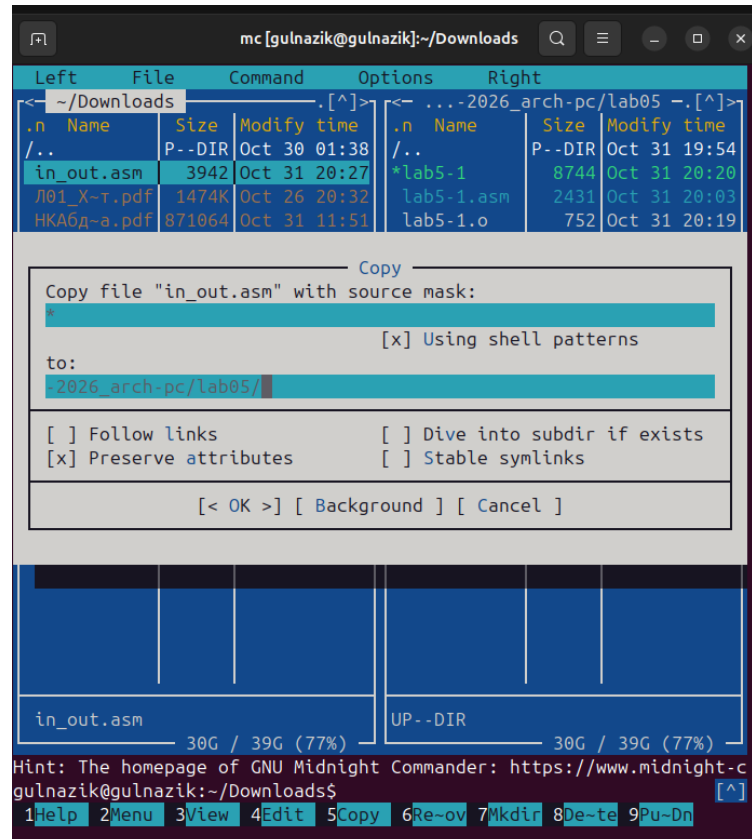 mc [gulnazik@gulnazik]:~/Downloads
Left File Command Options Right
<- ~/Downloads .[^]> <- ...-2026_arch-pc/lab05 -.[^]>
.n Name Size Modify time .n Name Size Modify time
/.. P--DIR Oct 30 01:38 /.. P--DIR Oct 31 19:54
in_out.asm 3942 Oct 31 20:27 *lab5-1 8744 Oct 31 20:20
Л01_Х~т.pdf 1474K Oct 26 20:32 lab5-1.asm 2431 Oct 31 20:03
НКАбд~а.pdf 871064 Oct 31 11:51 lab5-1.o 752 Oct 31 20:19
Copy
Copy file "in_out.asm" with source mask:
*
[x] Using shell patterns
to:
-2026_arch-pc/lab05/
[ ] Follow links [ ] Dive into subdir if exists
[x] Preserve attributes [ ] Stable symlinks
[< OK >] [ Background ] [ Cancel ]
in_out.asm UP--DIR
30G / 39G (77%) 30G / 39G (77%)
Hint: The homepage of GNU Midnight Commander: https://www.midnight-c
gulnazik@gulnazik:~/Downloads$ [^]
1Help 2Menu 3View 4Edit 5Copy 6Re~ov 7Mkdir 8De~te 9Pu~Dn